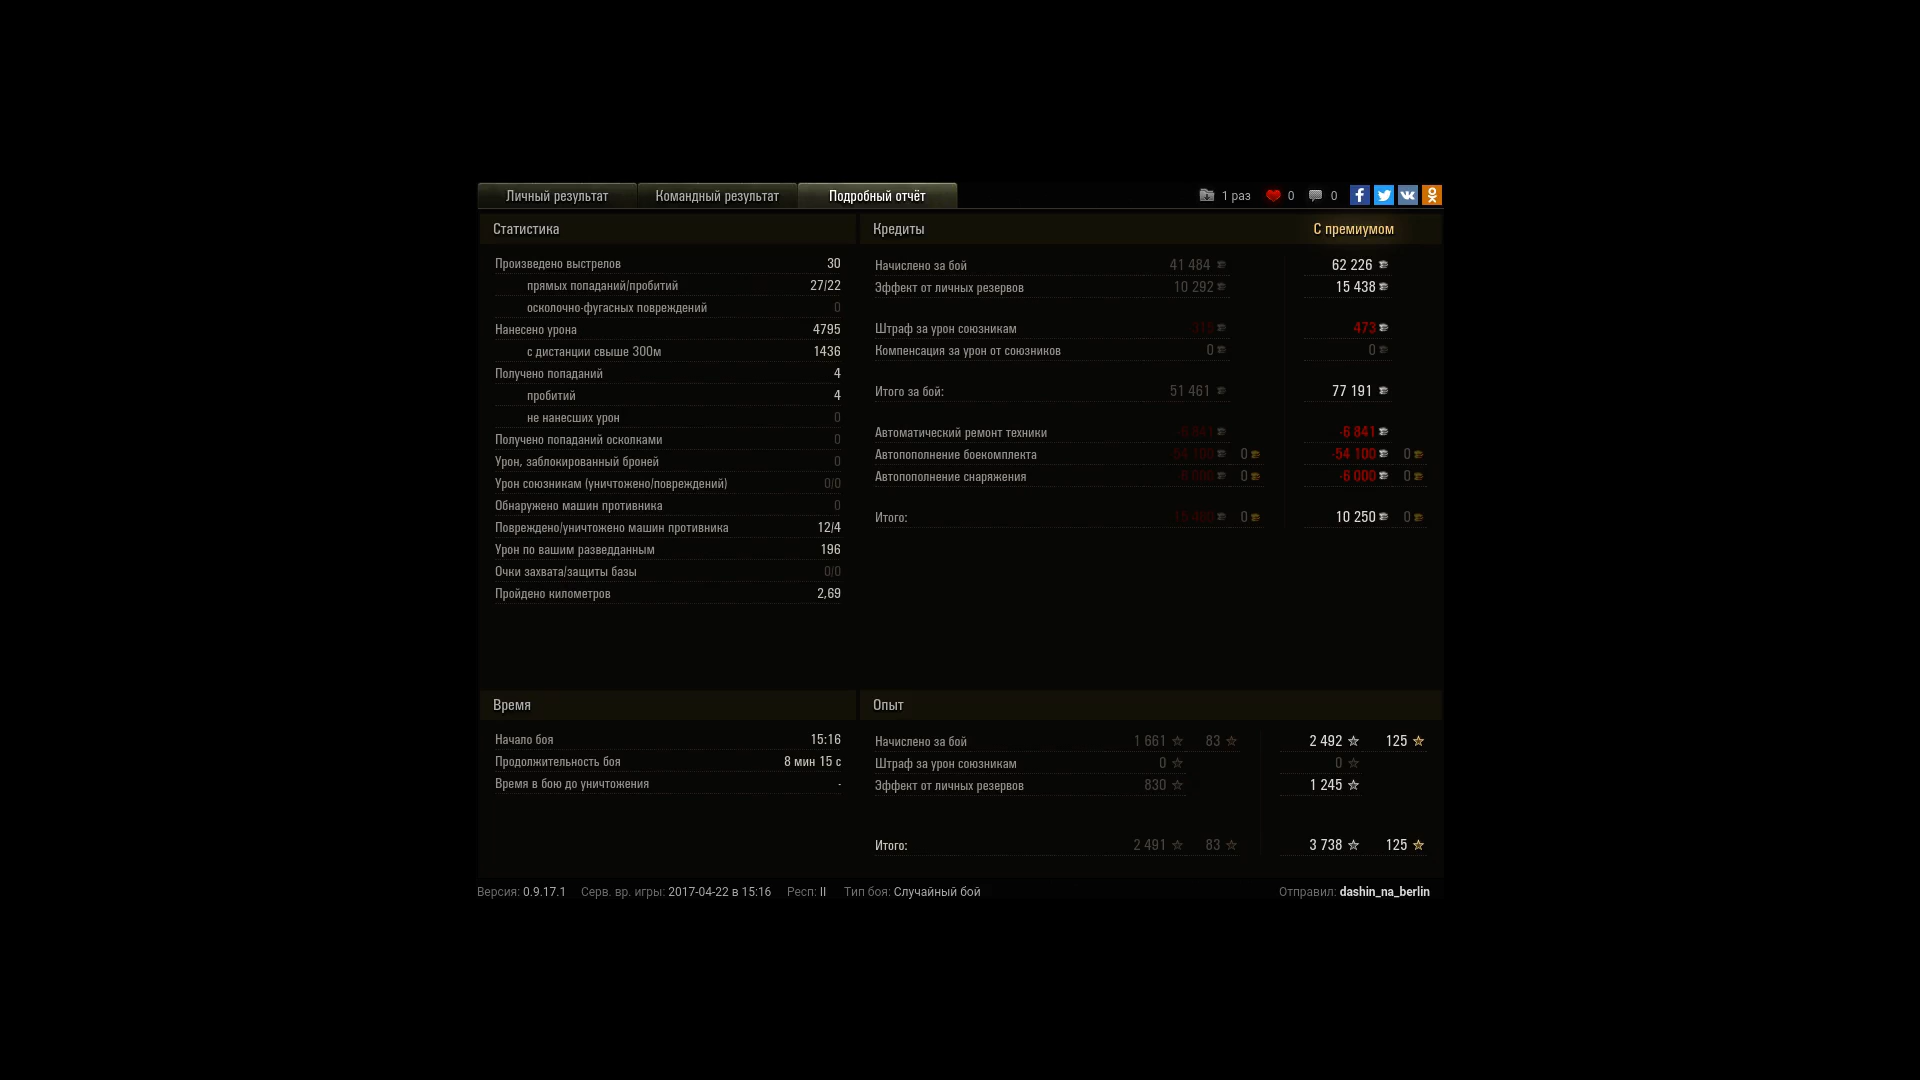 Личный результат Командный результат Подробный отчёт 1 раз 0 0
Статистика
Произведено выстрелов 30
прямых попаданий/пробитий 27/22
осколочно-фугасных повреждений 0
Нанесено урона 4795
с дистанции свыше 300м 1436
Получено попаданий 4
пробитий 4
не нанесших урон 0
Получено попаданий осколками 0
Урон, заблокированный броней 0
Урон союзникам (уничтожено/повреждений) 0/0
Обнаружено машин противника 0
Повреждено/уничтожено машин противника 12/4
Урон по вашим разведданным 196
Очки захвата/защиты базы 0/0
Пройдено километров 2,69
Кредиты С премиумом
Начислено за бой 41 484 62 226
Эффект от личных резервов 10 292 15 438
Штраф за урон союзникам 315 473
Компенсация за урон от союзников 0 0
Итого за бой: 51 461 77 191
Автоматический ремонт техники -6 841 -6 841
Автопополнение боекомплекта -54 100 0 -54 100 0
Автопополнение снаряжения -6 000 0 -6 000 0
Итого: 0 10 250 0
Время
Начало боя 15:16
Продолжительность боя 8 мин 15 с
Время в бою до уничтожения -
Опыт
Начислено за бой 1 661 83 2 492 125
Штраф за урон союзникам 0 0
Эффект от личных резервов 830 1 245
Итого: 2 491 83 3 738 125
Версия: 0.9.17.1 Серв. вр. игры: 2017-04-22 в 15:16 Респ: II Тип боя: Случайный бой Отправил: dashin_na_berlin